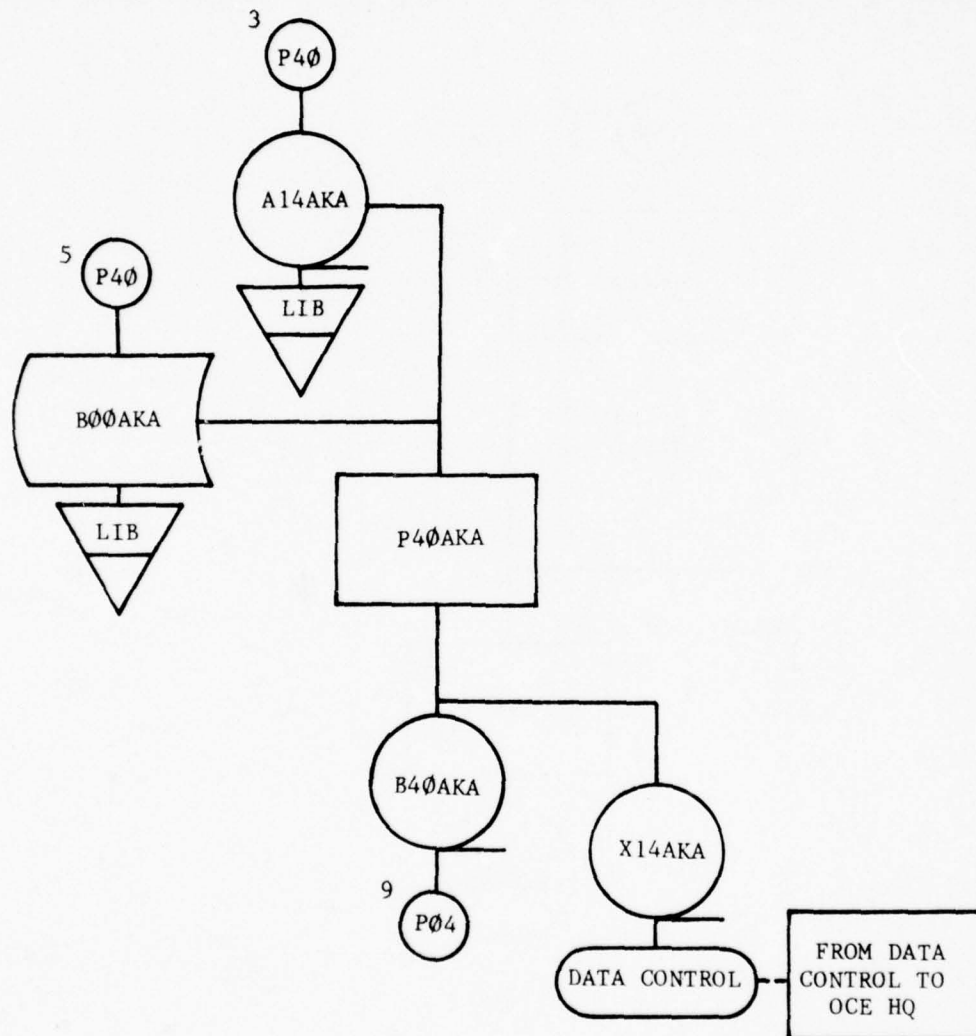 3
P4Ø
A14AKA
LIB
5
P4Ø
BØØAKA
LIB
P4ØAKA
B4ØAKA
X14AKA
9
PØ4
DATA CONTROL
FROM DATA
CONTROL TO
OCE HQ